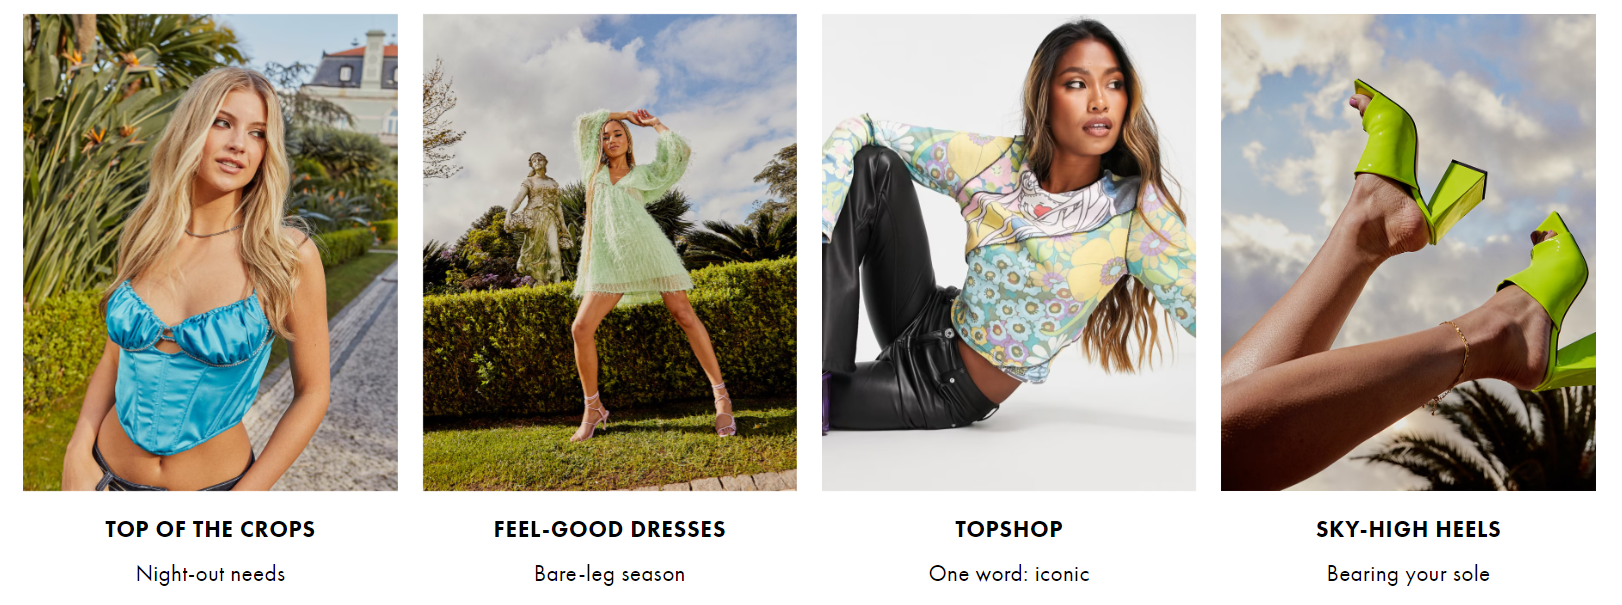 TOP OF THE CROPS
Night-out needs
FEEL-GOOD DRESSES
Bare-leg season
TOPSHOP
One word: iconic
SKY-HIGH HEELS
Bearing your sole